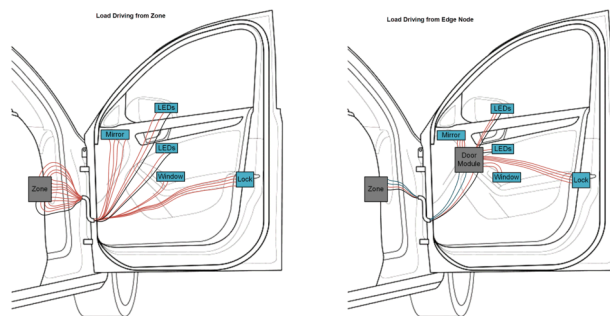 Load Driving from Zone
LEDs
Mirror
LEDs
Window
Lock
Zone
Load Driving from Edge Node
LEDs
Mirror
LEDs
Door
Module
Window
Lock
Zone